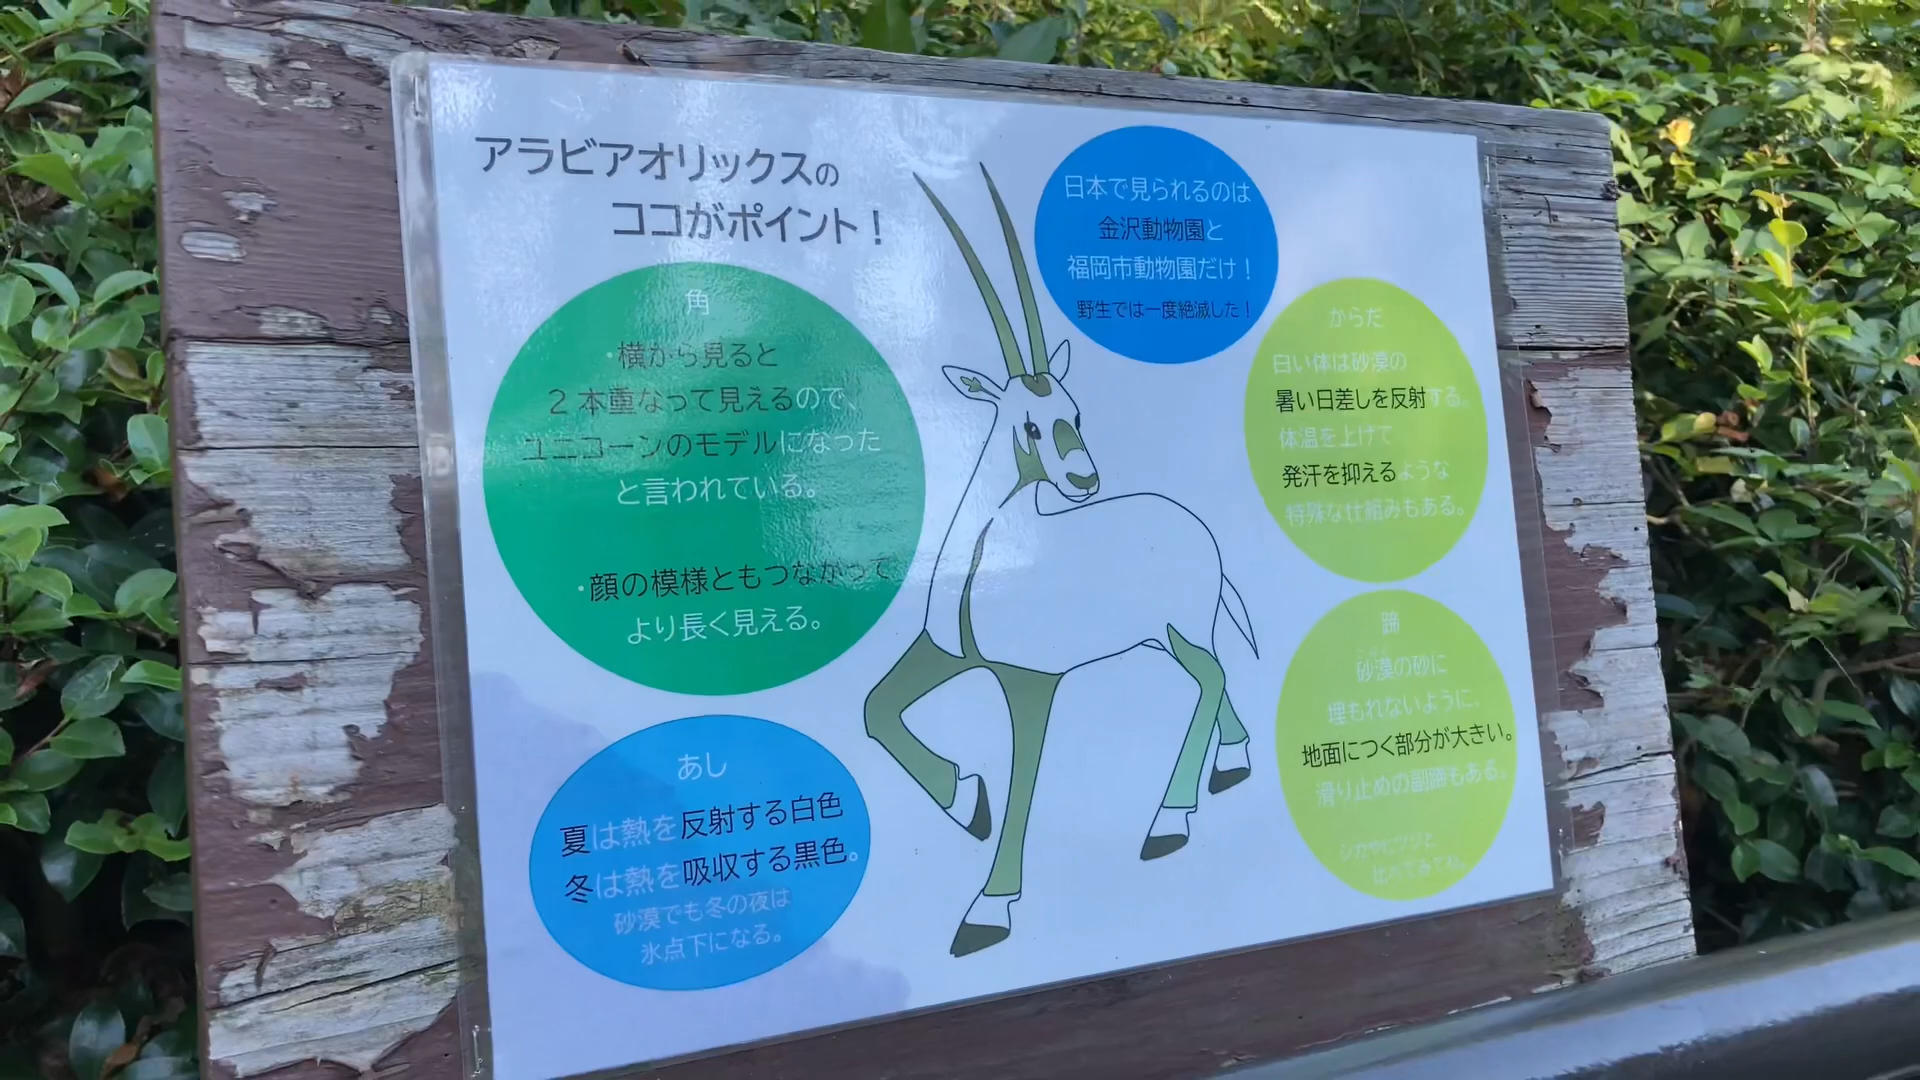 アラビアオリックスの
ココがポイント！
角
・横から見ると
2本重なって見えるので、
ユニコーンのモデルになった
と言われている。
・顔の模様ともつながって
より長く見える。
あし
夏は熱を反射する白色
冬は熱を吸収する黒色。
砂漠でも冬の夜は
氷点下になる。
日本で見られるのは
金沢動物園と
福岡市動物園だけ！
野生では一度絶滅した！
からだ
白い体は砂漠の
暑い日差しを反射する。
体温を上げて
発汗を抑えるような
特殊な仕組みもある。
蹄
砂漠の砂に
埋もれないように、
地面につく部分が大きい。
滑り止めの副蹄もある。
シカやヒツジと
比べてみてね。